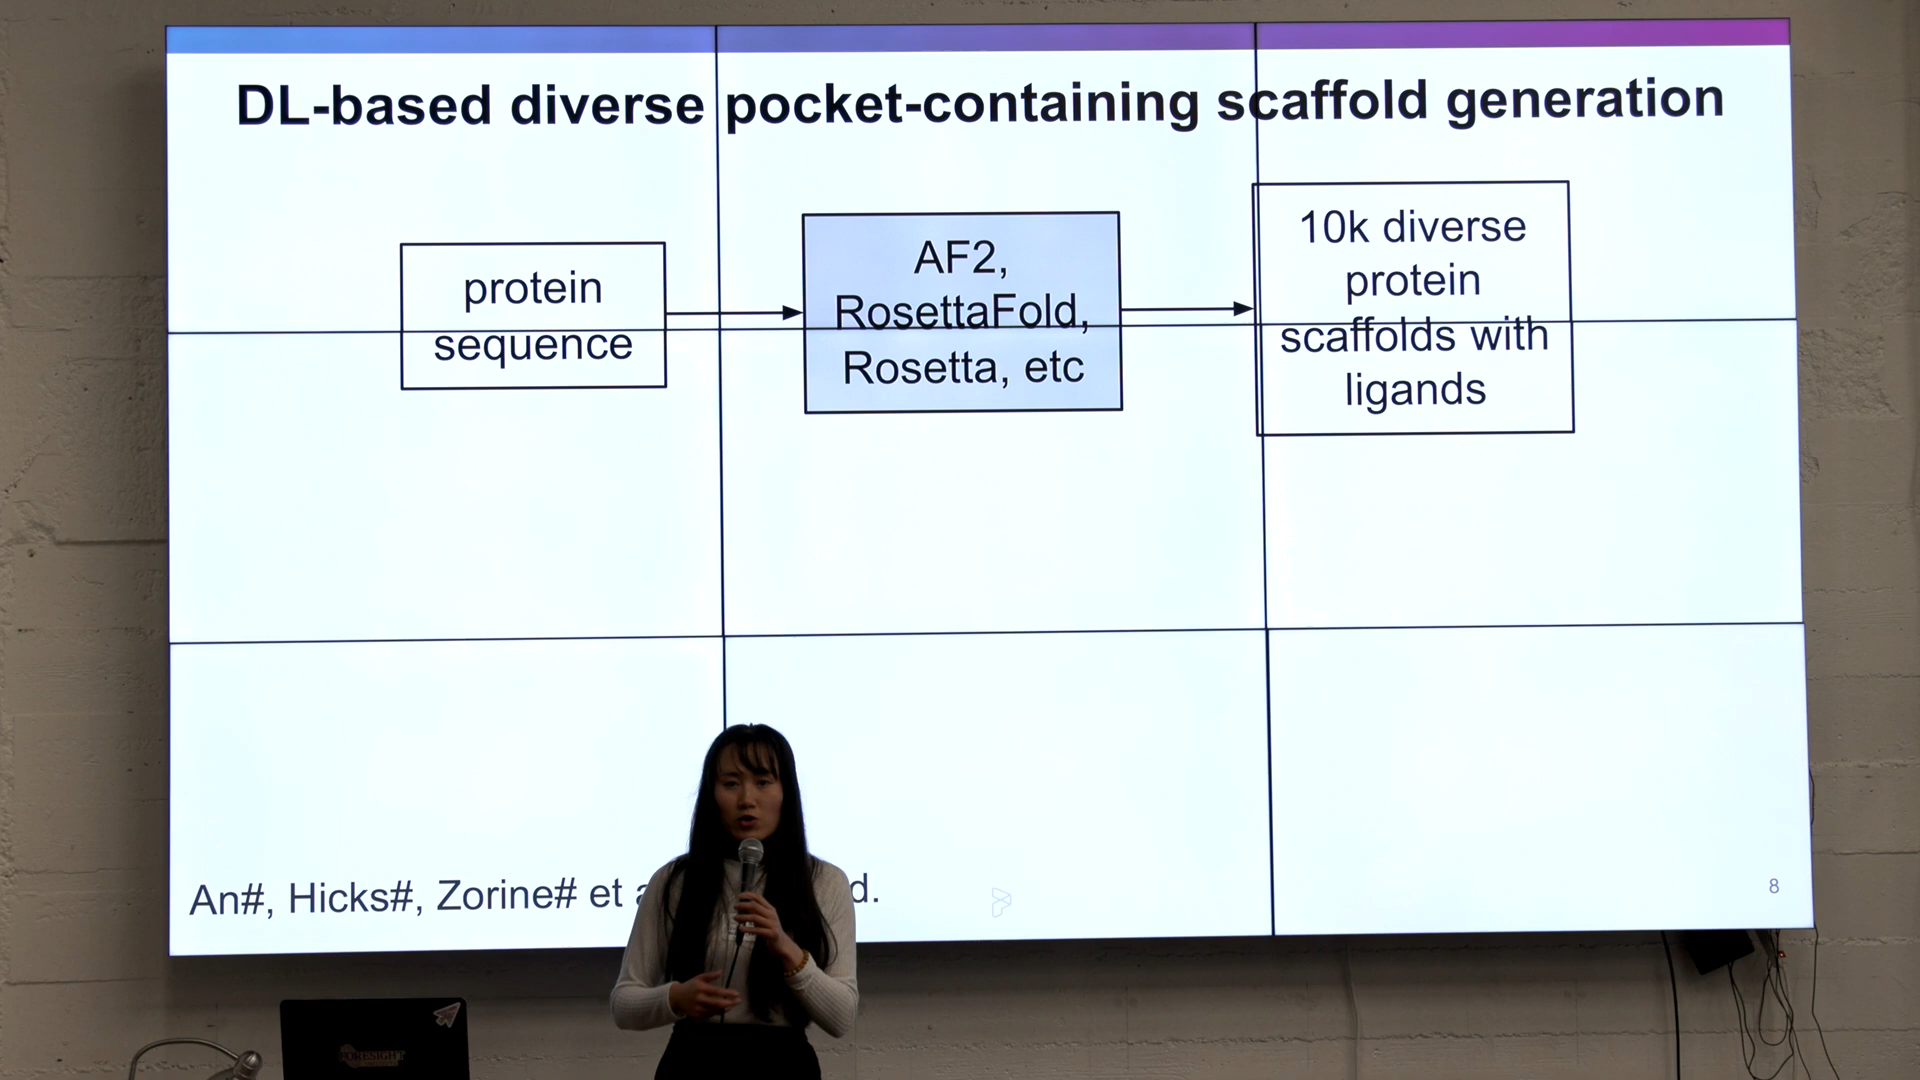 DL-based diverse pocket-containing scaffold generation
protein
sequence
AF2,
RosettaFold,
Rosetta, etc
10k diverse
protein
scaffolds with
ligands
An#, Hicks#, Zorine# et
8
FORESIGHT